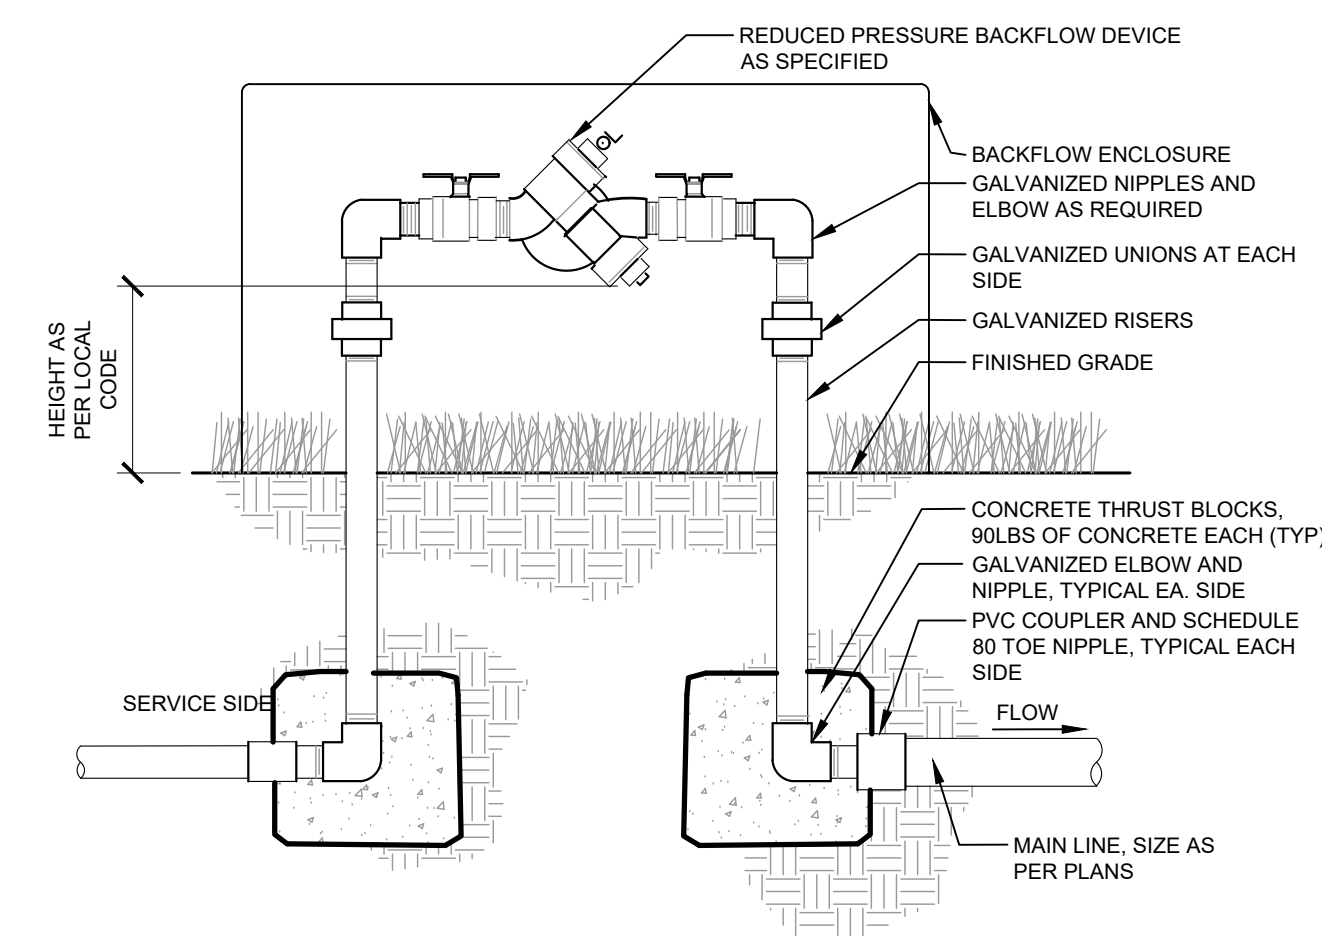 REDUCED PRESSURE BACKFLOW DEVICE
AS SPECIFIED
BACKFLOW ENCLOSURE
GALVANIZED NIPPLES AND
ELBOW AS REQUIRED
GALVANIZED UNIONS AT EACH
SIDE
GALVANIZED RISERS
FINISHED GRADE
HEIGHT AS
PER LOCAL
CODE
CONCRETE THRUST BLOCKS,
90LBS OF CONCRETE EACH (TYP)
GALVANIZED ELBOW AND
NIPPLE, TYPICAL EA. SIDE
PVC COUPLER AND SCHEDULE
80 TOE NIPPLE, TYPICAL EACH
SIDE
SERVICE SIDE
FLOW
MAIN LINE, SIZE AS
PER PLANS